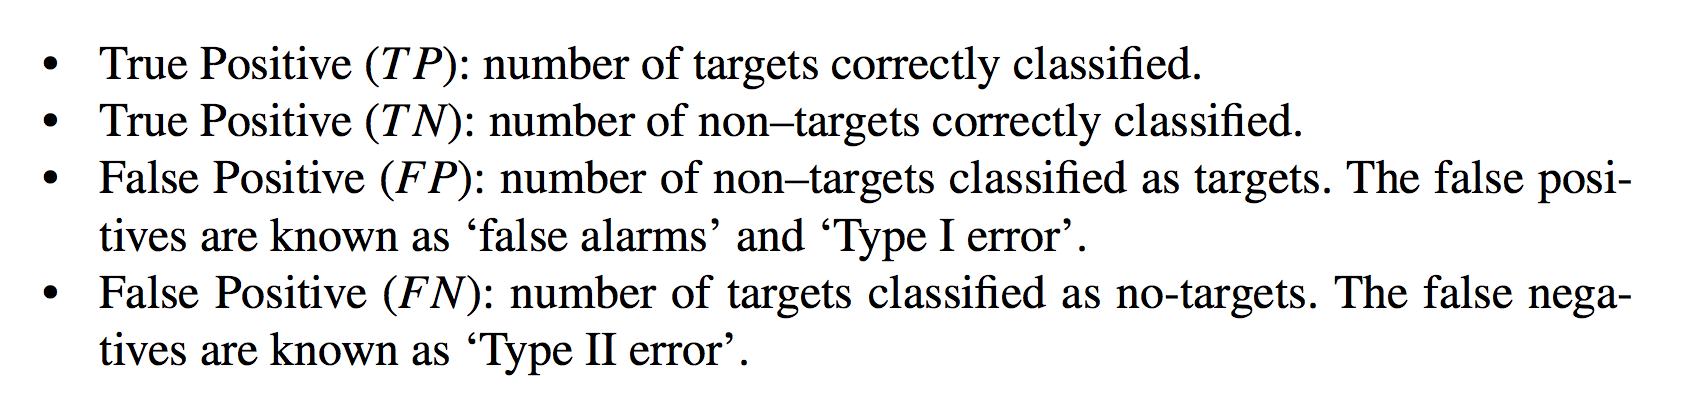 • True Positive (TP): number of targets correctly classified.
• True Positive (TN): number of non–targets correctly classified.
• False Positive (FP): number of non–targets classified as targets. The false posi-
tives are known as ‘false alarms’ and ‘Type I error’.
• False Positive (FN): number of targets classified as no-targets. The false nega-
tives are known as ‘Type II error’.